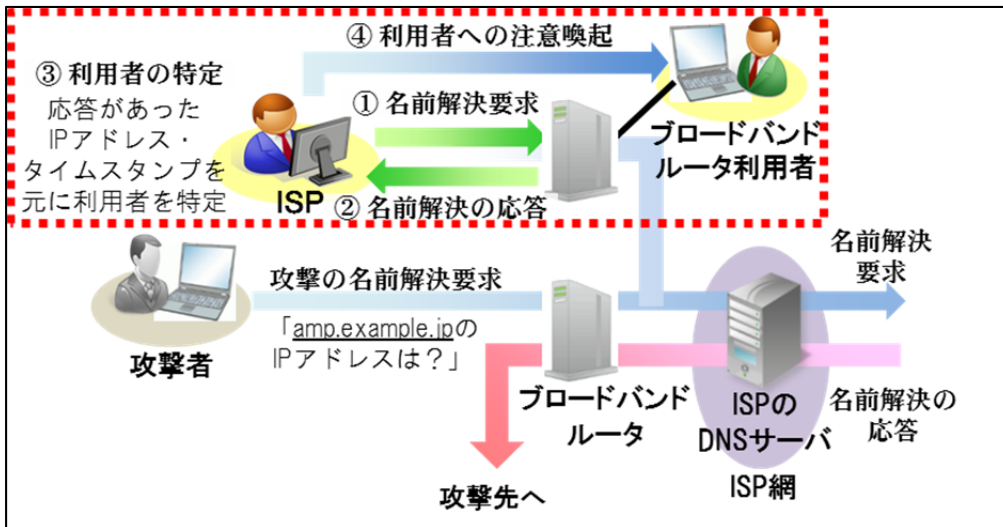 ④ 利用者への注意喚起
③ 利用者の特定
応答があった
IPアドレス・
タイムスタンプを
元に利用者を特定
① 名前解決要求
ISP
② 名前解決の応答
ブロードバンド
ルータ利用者
攻撃者
攻撃の名前解決要求
「amp.example.jpの
IPアドレスは？」
ブロードバンド
ルータ
攻撃先へ
名前解決
要求
ISPの
DNSサーバ
ISP網
名前解決の
応答